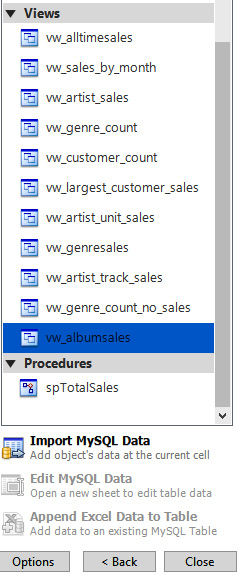 Views
vw_alltimesales
vw_sales_by_month
vw_artist_sales
vw_genre_count
vw_customer_count
vw_largest_customer_sales
vw_artist_unit_sales
vw_genresales
vw_artist_track_sales
vw_genre_count_no_sales
vw_albumsales
Procedures
spTotalSales
Import MySQL Data
Add object's data at the current cell
Edit MySQL Data
Open a new sheet to edit table data
Append Excel Data to Table
Add data to an existing MySQL Table
Options
< Back
Close